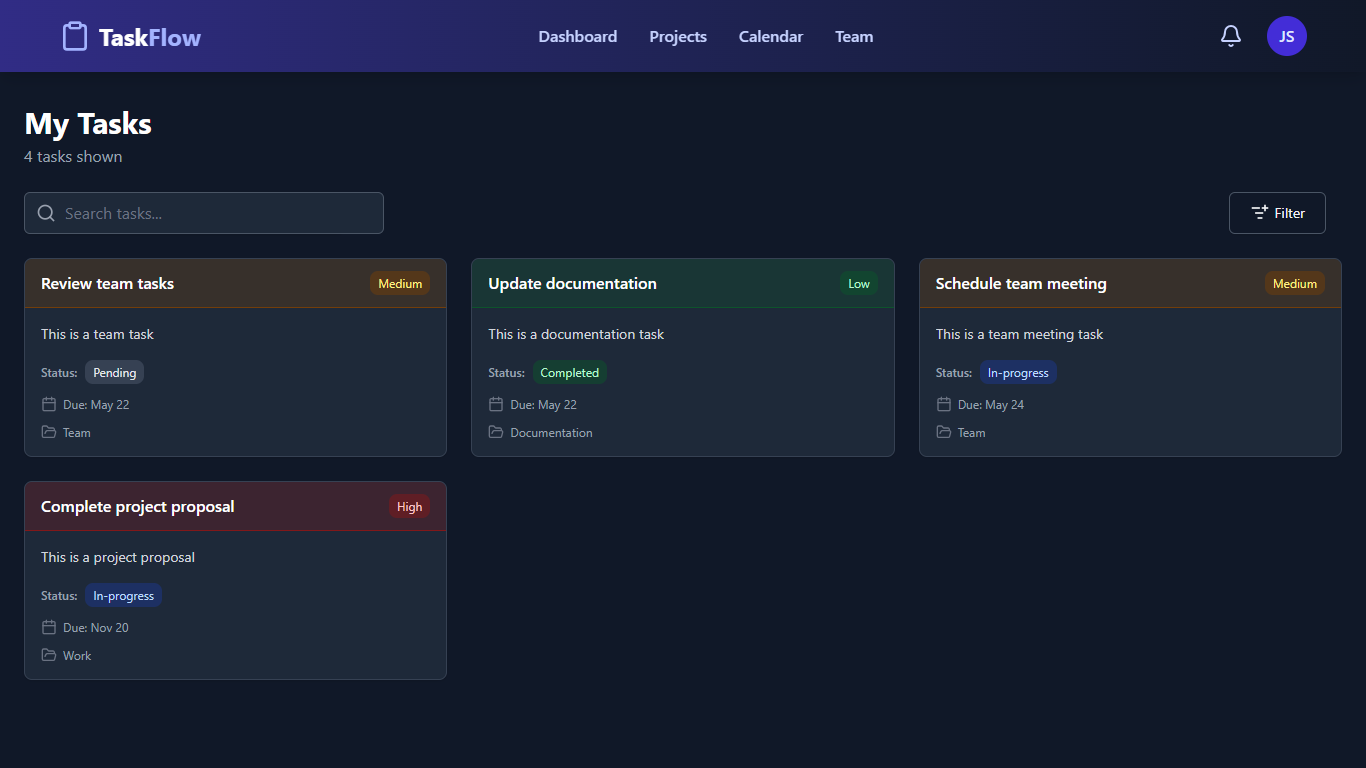 TaskFlow
Dashboard Projects Calendar Team
JS
My Tasks
4 tasks shown
Search tasks...
Filter
Review team tasks Medium
This is a team task
Status: Pending
Due: May 22
Team
Update documentation Low
This is a documentation task
Status: Completed
Due: May 22
Documentation
Schedule team meeting Medium
This is a team meeting task
Status: In-progress
Due: May 24
Team
Complete project proposal High
This is a project proposal
Status: In-progress
Due: Nov 20
Work